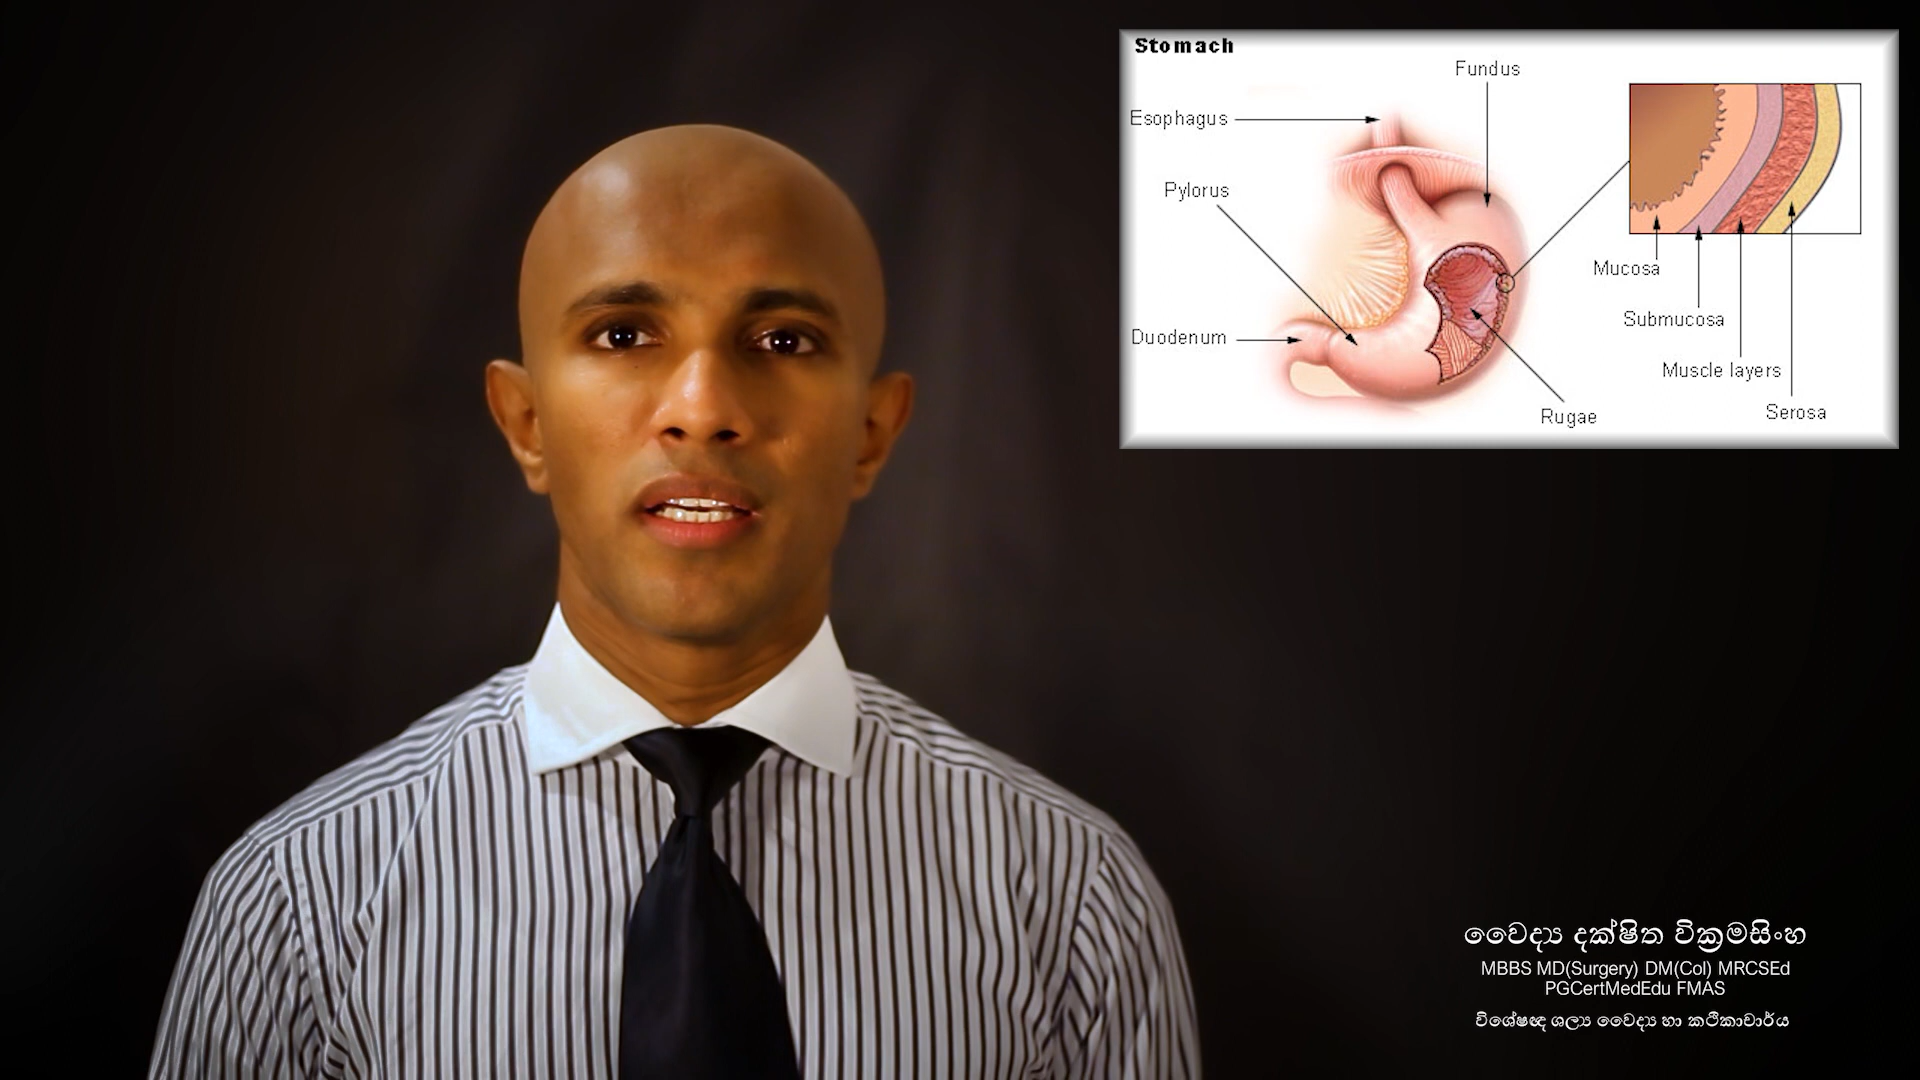 Stomach
Fundus
Esophagus
Pylorus
Duodenum
Mucosa
Submucosa
Muscle layers
Serosa
Rugae
වෛද්‍ය දක්ෂිත වික්‍රමසිංහ
MBBS MD(Surgery) DM(Col) MRCSEd
PGCertMedEdu FMAS
විශේෂඥ ශල්‍ය වෛද්‍ය හා කථිකාචාර්ය